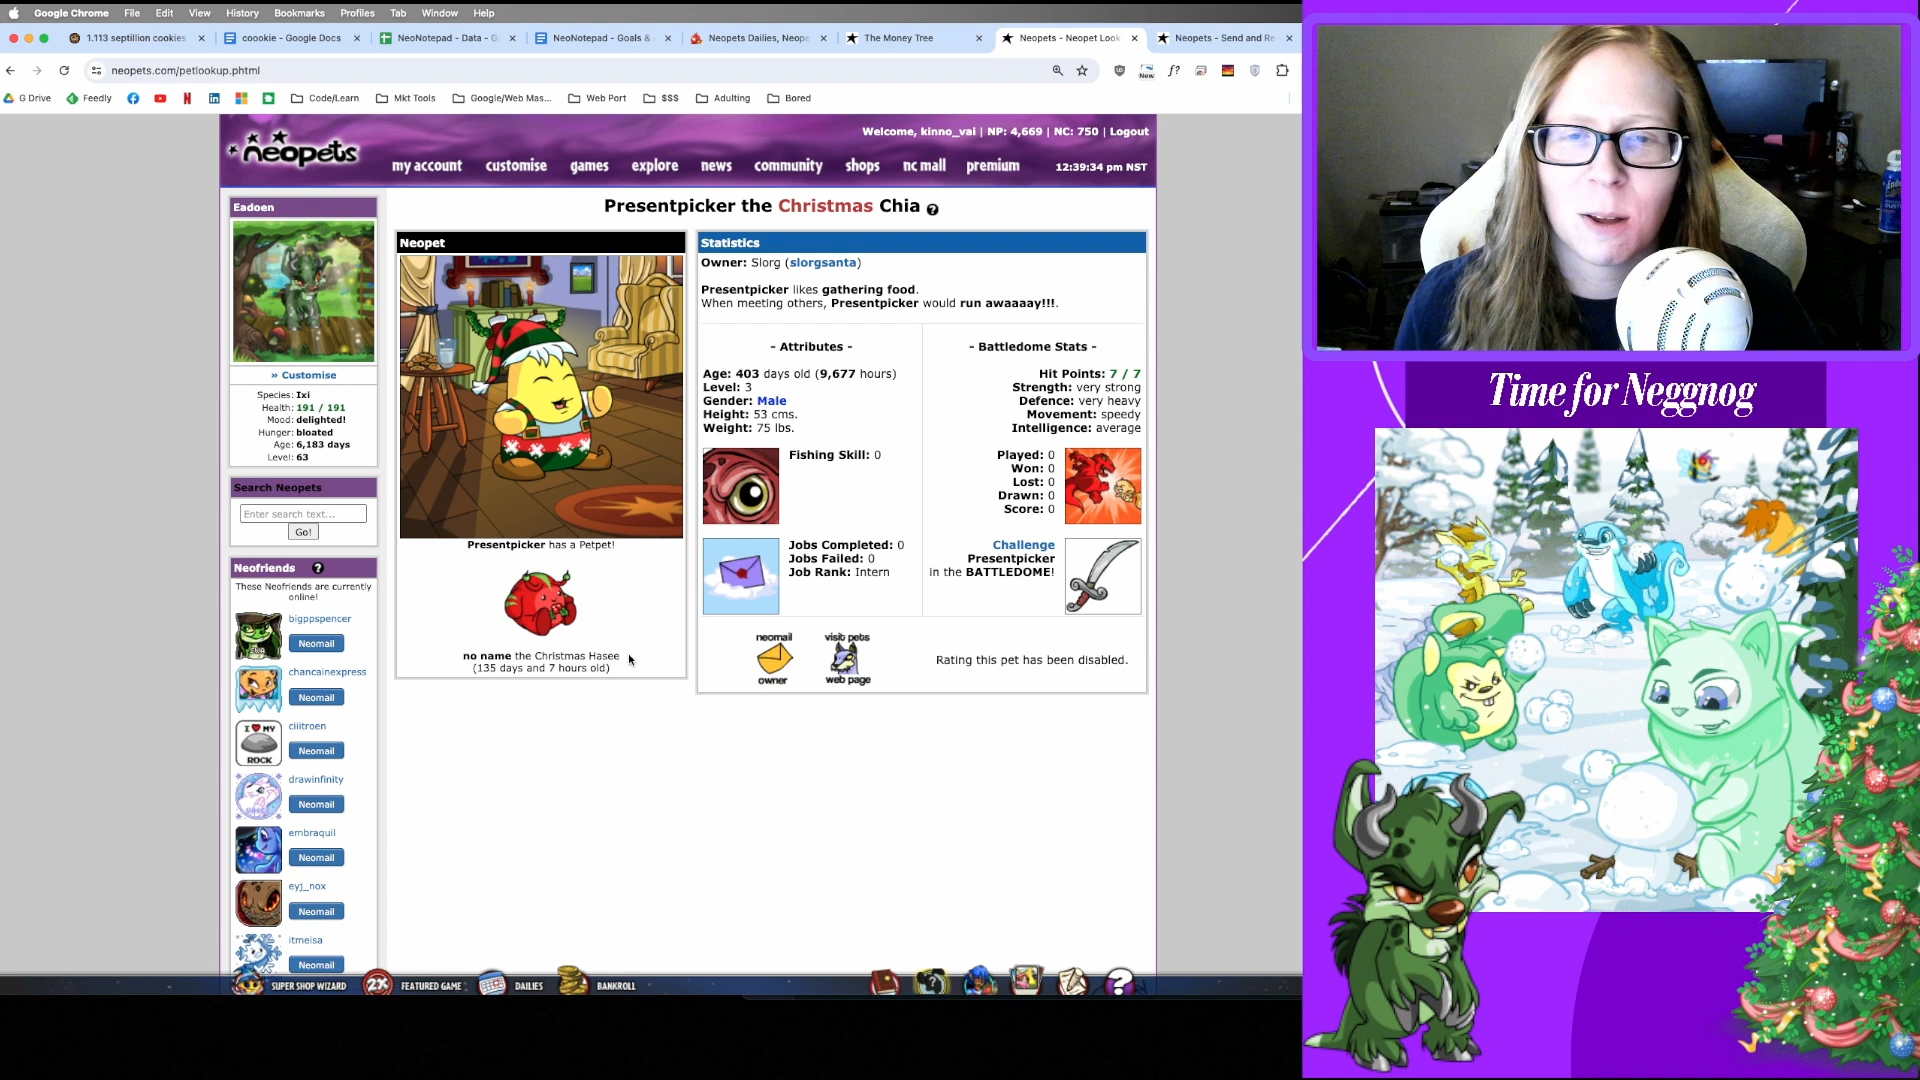 Google Chrome File Edit View History Bookmarks Profiles Tab Window Help
1.113 septillion cookies
coookie - Google Docs
NeoNotepad - Data - G
NeoNotepad - Goals &
Neopets Dailies, Neope
The Money Tree
Neopets - Neopet Look
Neopets - Send and Re
neopets.com/petlookup.phtml
New
f?
G Drive
Feedly
Code/Learn
Mkt Tools
Google/Web Mas...
Web Port
$$$
Adulting
Bored
neopets
Welcome, kinno_vai | NP: 4,669 | NC: 750 | Logout
my account customise games explore news community shops nc mall premium
12:39:34 pm NST
Eadoen
» Customise
Species: Ixi
Health: 191 / 191
Mood: delighted!
Hunger: bloated
Age: 6,183 days
Level: 63
Search Neopets
Enter search text...
Go!
Neofriends ?
These Neofriends are currently
online!
bigppspencer
Neomail
chancainexpress
Neomail
I ♥ MY
ROCK
ciiitroen
Neomail
drawinfinity
Neomail
embraquil
Neomail
eyj_nox
Neomail
itmeisa
Neomail
Presentpicker the Christmas Chia ?
Neopet
Presentpicker has a Petpet!
no name the Christmas Hasee
(135 days and 7 hours old)
Statistics
Owner: Slorg (slorgsanta)
Presentpicker likes gathering food.
When meeting others, Presentpicker would run awaaaay!!!.
- Attributes -
Age: 403 days old (9,677 hours)
Level: 3
Gender: Male
Height: 53 cms.
Weight: 75 lbs.
Fishing Skill: 0
Jobs Completed: 0
Jobs Failed: 0
Job Rank: Intern
- Battledome Stats -
Hit Points: 7 / 7
Strength: very strong
Defence: very heavy
Movement: speedy
Intelligence: average
Played: 0
Won: 0
Lost: 0
Drawn: 0
Score: 0
Challenge
Presentpicker
in the BATTLEDOME!
neomail
owner
visit pets
web page
Rating this pet has been disabled.
SUPER SHOP WIZARD
2X
FEATURED GAME
DAILIES
BANKROLL
?
Time for Neggnog